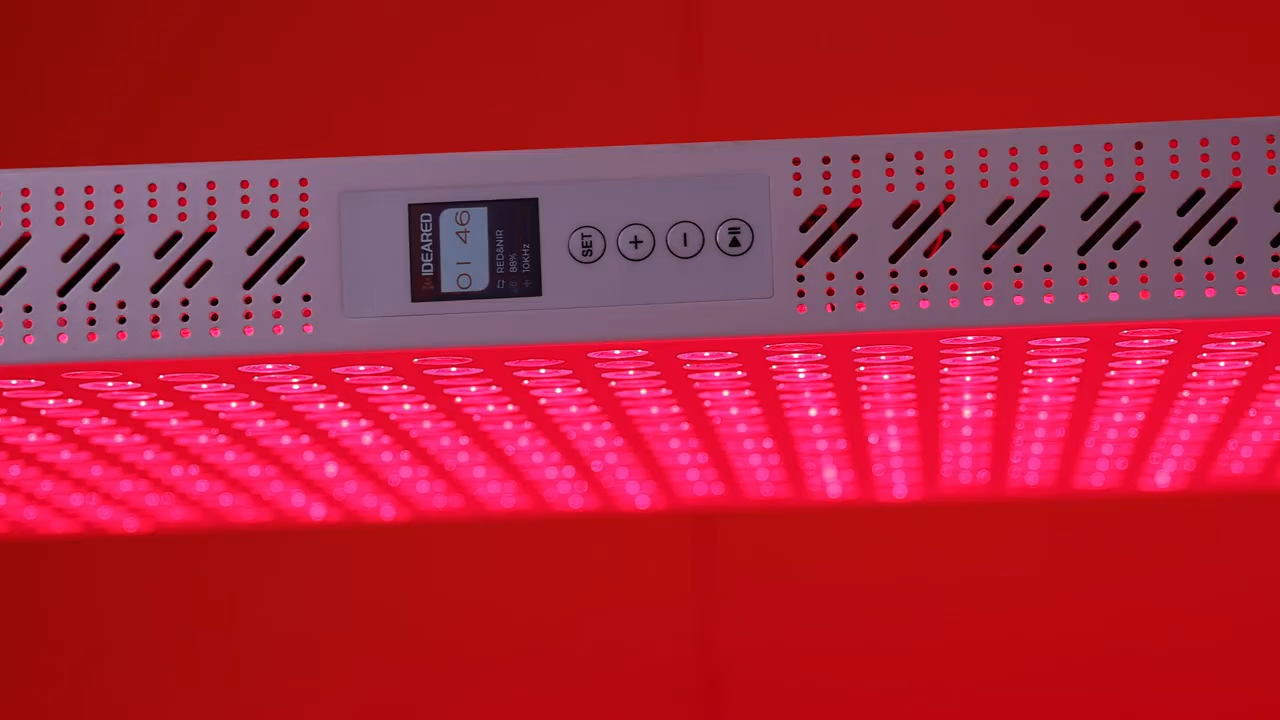 IDEARED
01 46
RED&NIR
88%
10KHz
SET
+
−